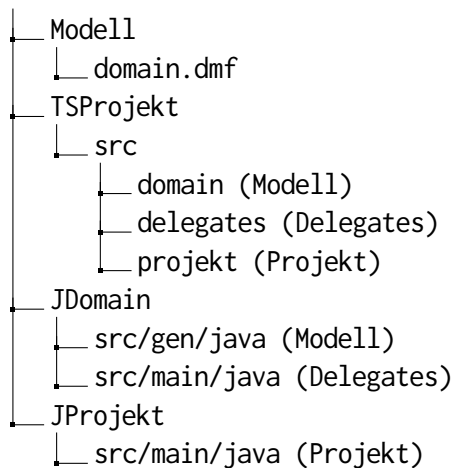 Modell
domain.dmf
TSProjekt
src
domain (Modell)
delegates (Delegates)
projekt (Projekt)
JDomain
src/gen/java (Modell)
src/main/java (Delegates)
JProjekt
src/main/java (Projekt)